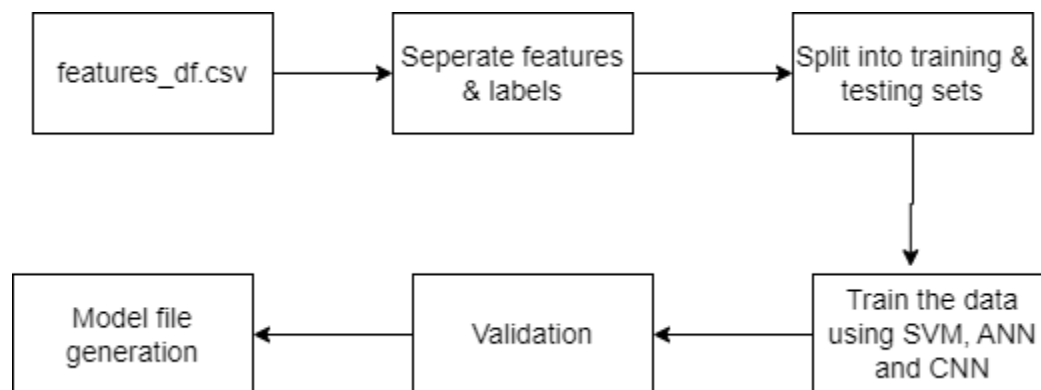 features_df.csv
Seperate features
& labels
Split into training &
testing sets
Train the data
using SVM, ANN
and CNN
Validation
Model file
generation